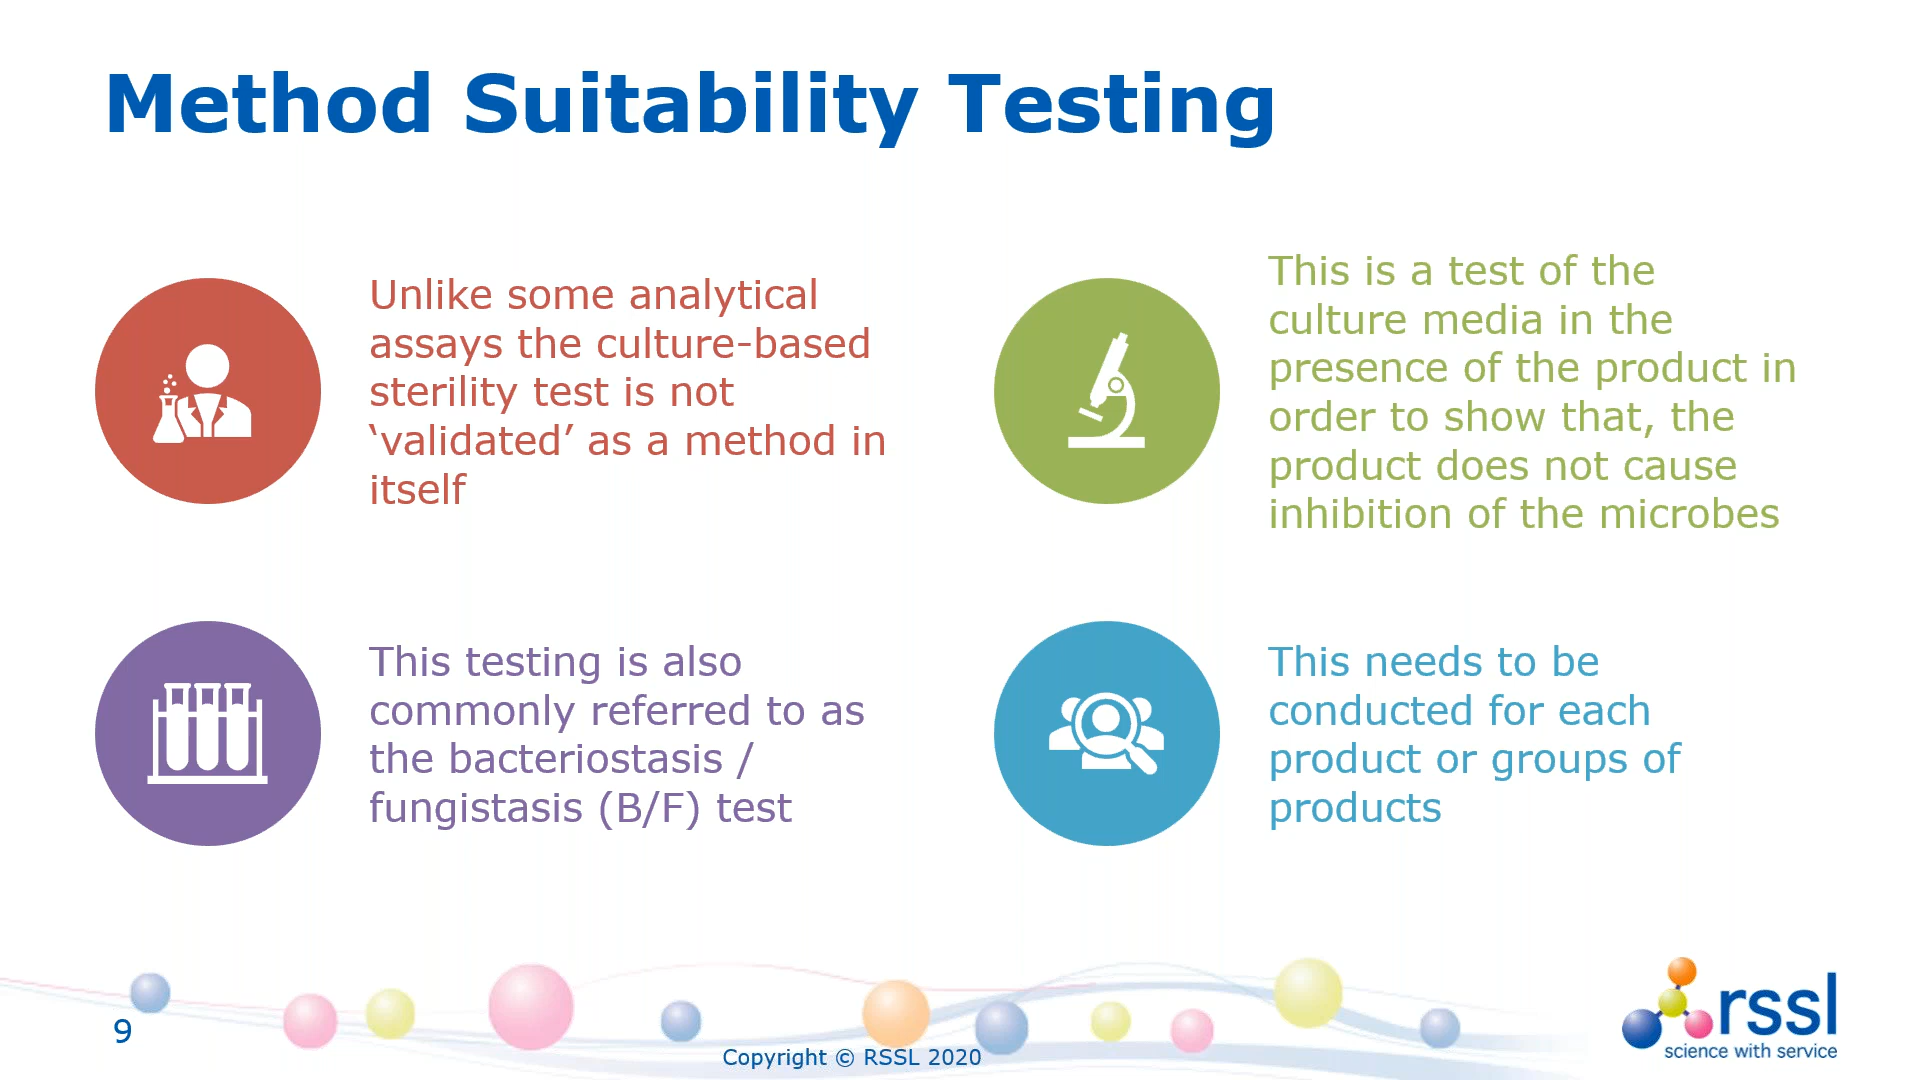 Method Suitability Testing
Unlike some analytical
assays the culture-based
sterility test is not
‘validated’ as a method in
itself
This is a test of the
culture media in the
presence of the product in
order to show that, the
product does not cause
inhibition of the microbes
This testing is also
commonly referred to as
the bacteriostasis /
fungistasis (B/F) test
This needs to be
conducted for each
product or groups of
products
9
Copyright © RSSL 2020
rssl
science with service